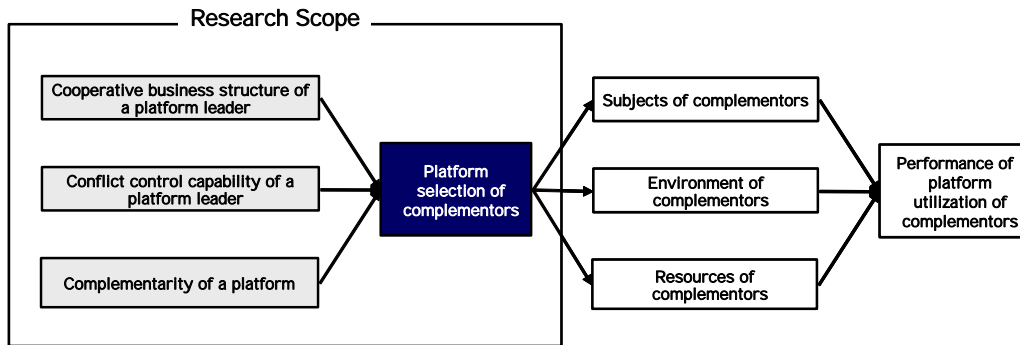 Research Scope
Cooperative business structure of
a platform leader
Conflict control capability of a
platform leader
Complementarity of a platform
Platform
selection of
complementors
Subjects of complementors
Environment of
complementors
Resources of
complementors
Performance of
platform
utilization of
complementors